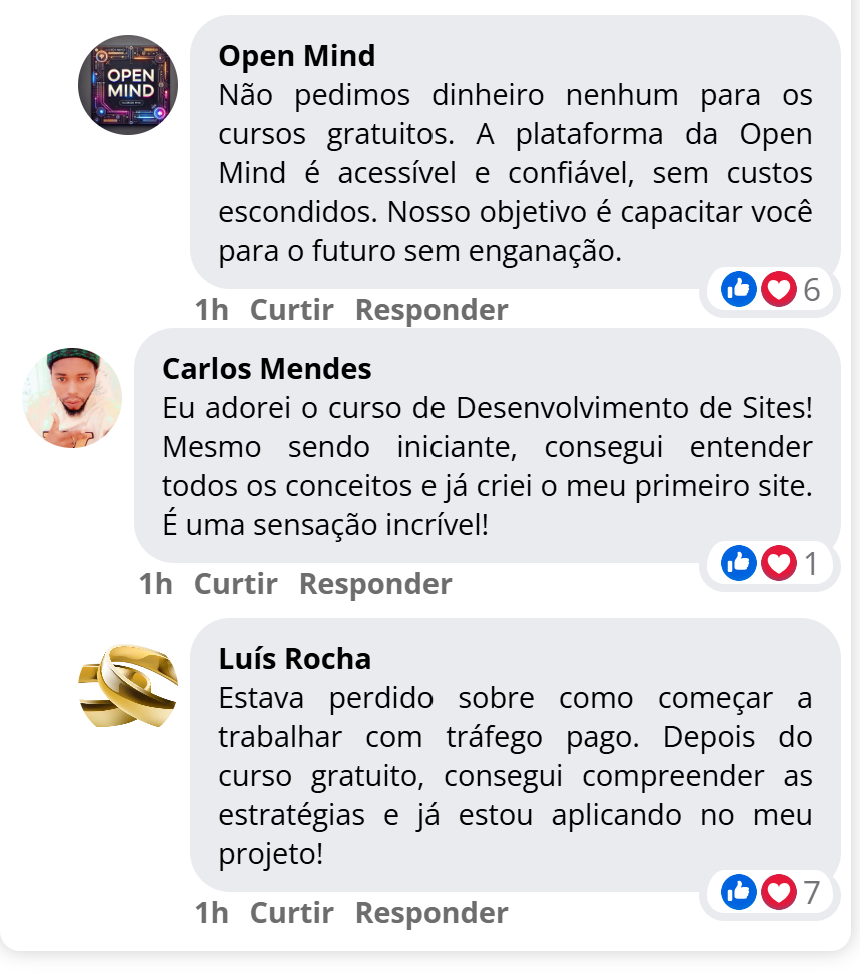 OPEN
MIND
Open Mind
Não pedimos dinheiro nenhum para os
cursos gratuitos. A plataforma da Open
Mind é acessível e confiável, sem custos
escondidos. Nosso objetivo é capacitar você
para o futuro sem enganação.
6
1h Curtir Responder
Carlos Mendes
Eu adorei o curso de Desenvolvimento de Sites!
Mesmo sendo iniciante, consegui entender
todos os conceitos e já criei o meu primeiro site.
É uma sensação incrível!
1
1h Curtir Responder
Luís Rocha
Estava perdido sobre como começar a
trabalhar com tráfego pago. Depois do
curso gratuito, consegui compreender as
estratégias e já estou aplicando no meu
projeto!
7
1h Curtir Responder